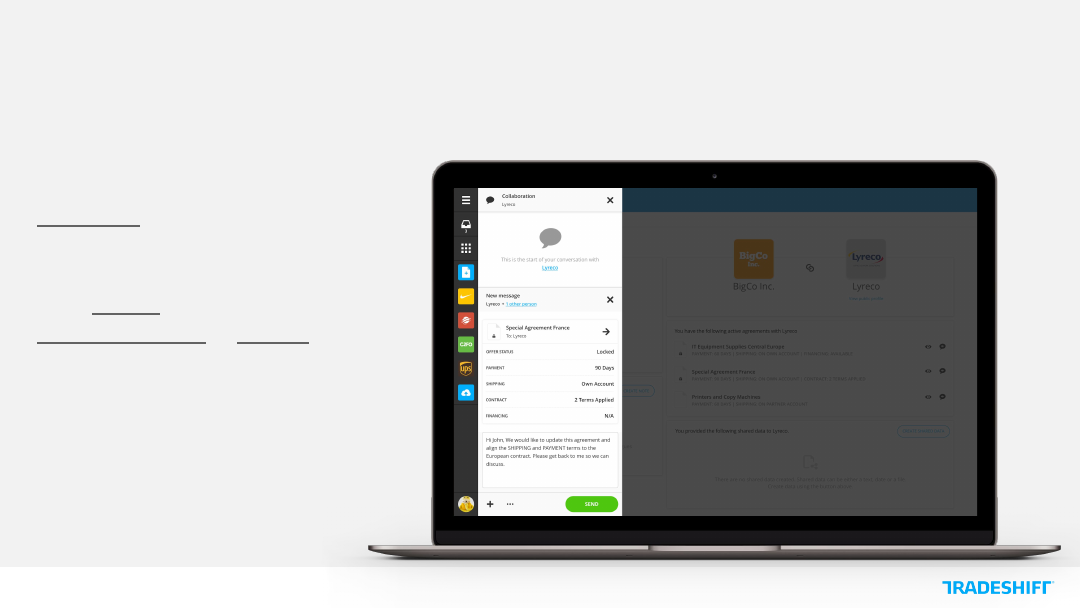 Collaboration
Lyreco
This is the start of your conversation with
Lyreco
New message
Lyreco + 1 other person
Special Agreement France
To: Lyreco
OFFER STATUS Locked
PAYMENT 90 Days
SHIPPING Own Account
CONTRACT 2 Terms Applied
FINANCING N/A
Hi John, We would like to update this agreement and
align the SHIPPING and PAYMENT terms to the
European contract. Please get back to me so we can
discuss.
SEND
C2FO
ups
BigCo
Inc.
Lyreco
BigCo Inc.
Lyreco
You have the following active agreements with Lyreco
IT Equipment Supplies Central Europe
Special Agreement France
Printers and Copy Machines
You provided the following shared data to Lyreco
TRADESHIFT